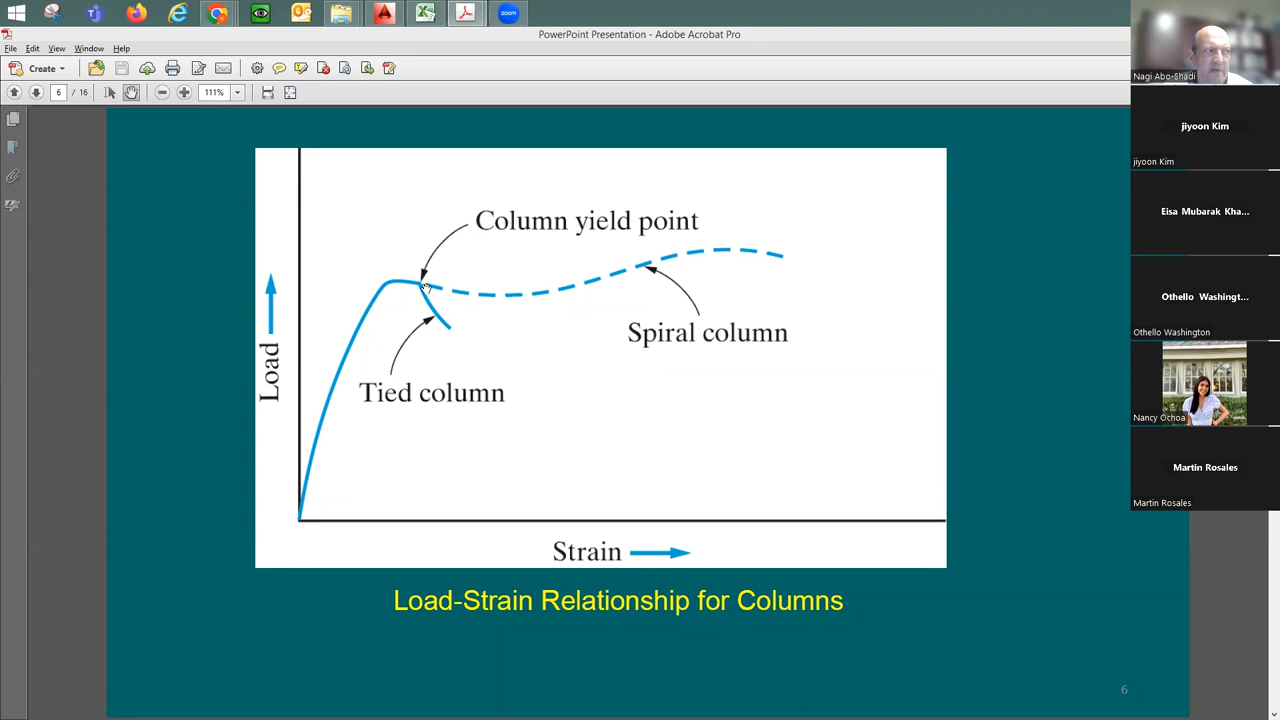 zoom
PowerPoint Presentation - Adobe Acrobat Pro
File Edit View Window Help
Create
6 / 16
111%
Column yield point
Spiral column
Tied column
Load
Strain
Load-Strain Relationship for Columns
6
Nagi Abo-Shadi
jiyoon Kim
jiyoon Kim
Eisa Mubarak Kha...
Othello Washingt...
Othello Washington
Nancy Ochoa
Martin Rosales
Martin Rosales